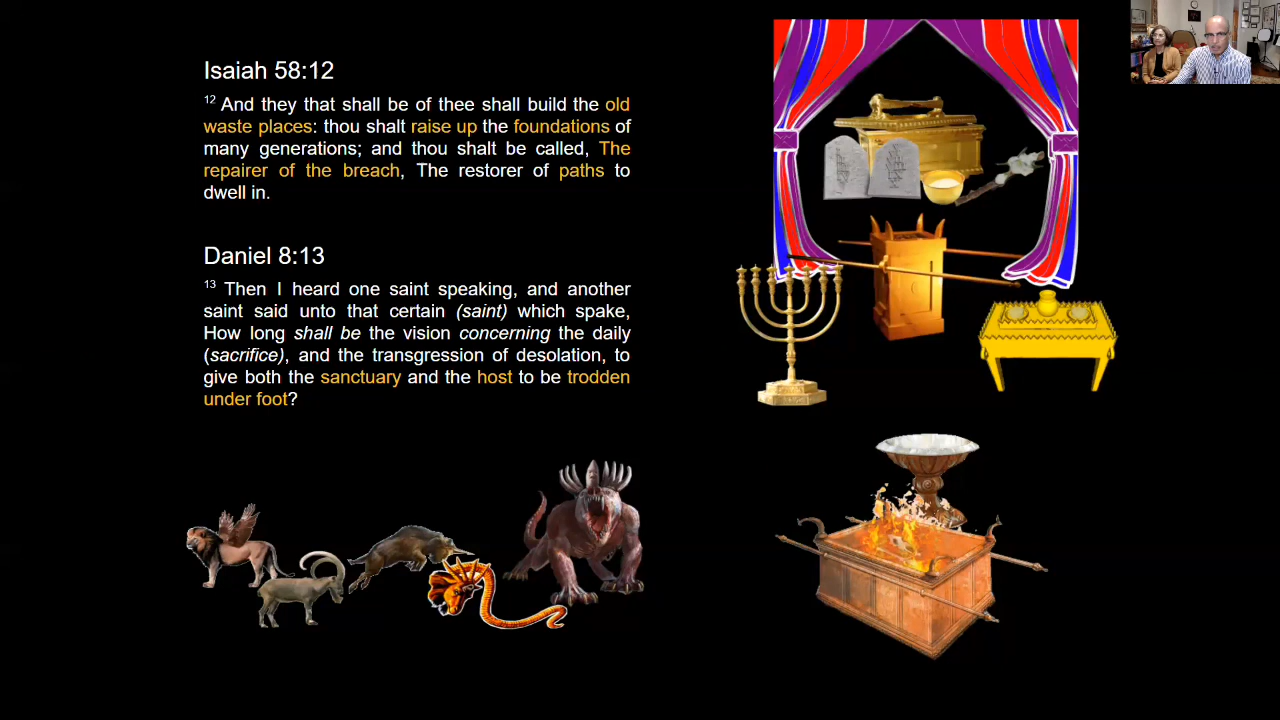 Isaiah 58:12
12 And they that shall be of thee shall build the old
waste places: thou shalt raise up the foundations of
many generations; and thou shalt be called, The
repairer of the breach, The restorer of paths to
dwell in.
Daniel 8:13
13 Then I heard one saint speaking, and another
saint said unto that certain (saint) which spake,
How long shall be the vision concerning the daily
(sacrifice), and the transgression of desolation, to
give both the sanctuary and the host to be trodden
under foot?